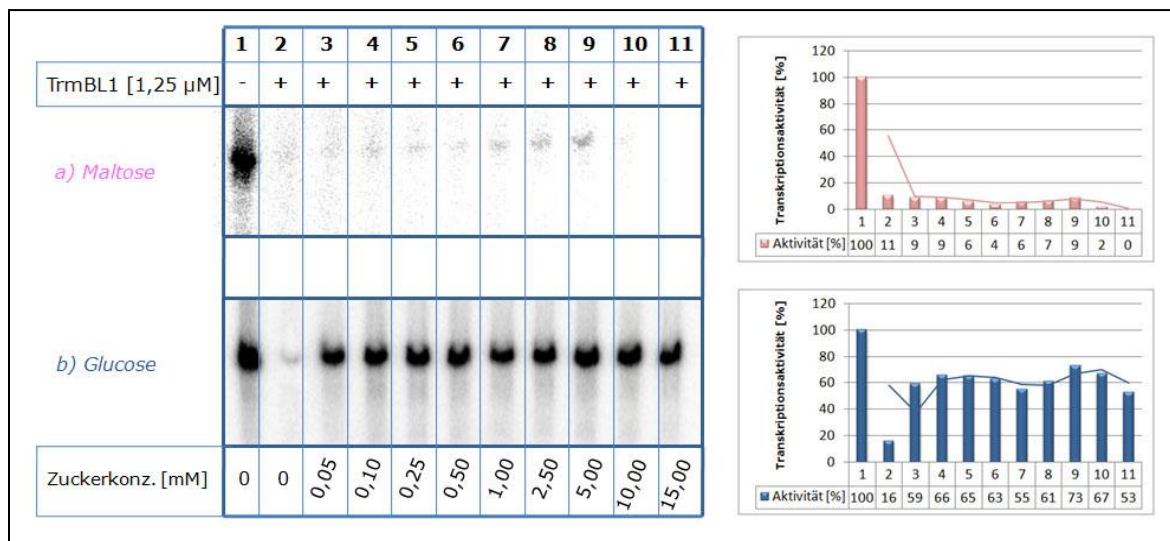 1 2 3 4 5 6 7 8 9 10 11
TrmBL1 [1,25 µM] - + + + + + + + + + +
a) Maltose
b) Glucose
Zuckerkonz. [mM] 0 0 0,05 0,10 0,25 0,50 1,00 2,50 5,00 10,00 15,00
Transkriptionsaktivität [%]
120
100
80
60
40
20
0
1 2 3 4 5 6 7 8 9 10 11
Aktivität [%] 100 11 9 9 6 4 6 7 9 2 0
Transkriptionsaktivität [%]
120
100
80
60
40
20
0
1 2 3 4 5 6 7 8 9 10 11
Aktivität [%] 100 16 59 66 65 63 55 61 73 67 53